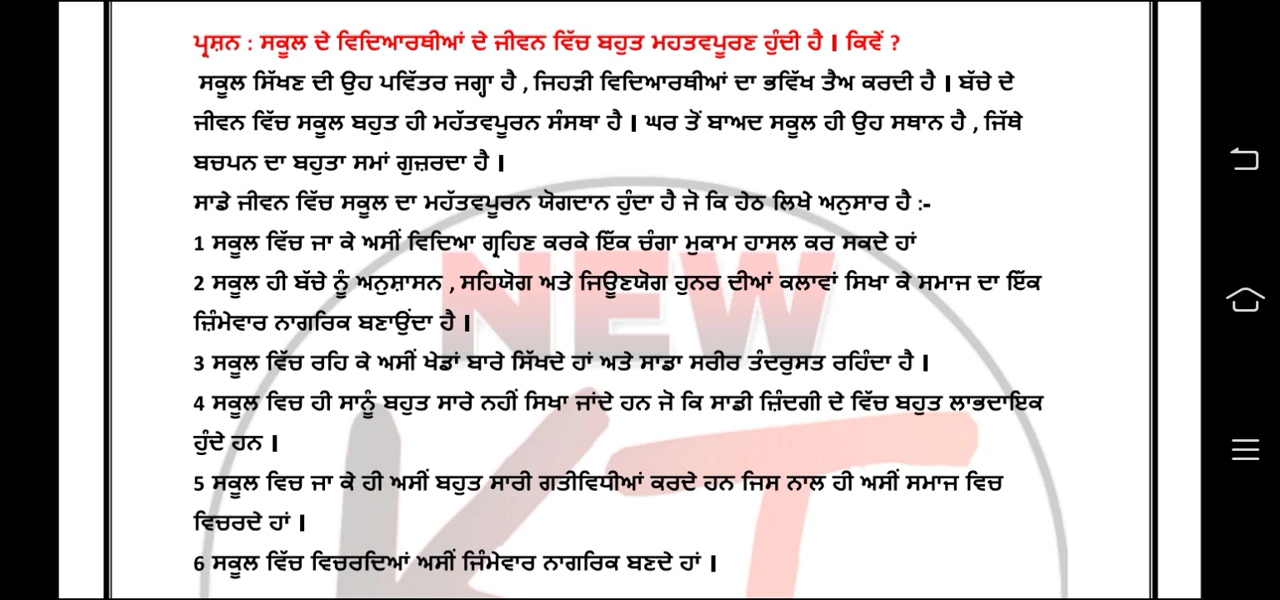 ਪ੍ਰਸ਼ਨ : ਸਕੂਲ ਦੇ ਵਿਦਿਆਰਥੀਆਂ ਦੇ ਜੀਵਨ ਵਿੱਚ ਬਹੁਤ ਮਹਤਵਪੂਰਣ ਹੁੰਦੀ ਹੈ । ਕਿਵੇਂ ?
ਸਕੂਲ ਸਿੱਖਣ ਦੀ ਉਹ ਪਵਿੱਤਰ ਜਗ੍ਹਾ ਹੈ , ਜਿਹੜੀ ਵਿਦਿਆਰਥੀਆਂ ਦਾ ਭਵਿੱਖ ਤੈਅ ਕਰਦੀ ਹੈ । ਬੱਚੇ ਦੇ
ਜੀਵਨ ਵਿੱਚ ਸਕੂਲ ਬਹੁਤ ਹੀ ਮਹੱਤਵਪੂਰਨ ਸੰਸਥਾ ਹੈ । ਘਰ ਤੋਂ ਬਾਅਦ ਸਕੂਲ ਹੀ ਉਹ ਸਥਾਨ ਹੈ , ਜਿੱਥੇ
ਬਚਪਨ ਦਾ ਬਹੁਤਾ ਸਮਾਂ ਗੁਜ਼ਰਦਾ ਹੈ ।
ਸਾਡੇ ਜੀਵਨ ਵਿੱਚ ਸਕੂਲ ਦਾ ਮਹੱਤਵਪੂਰਨ ਯੋਗਦਾਨ ਹੁੰਦਾ ਹੈ ਜੋ ਕਿ ਹੇਠ ਲਿਖੇ ਅਨੁਸਾਰ ਹੈ :-
1 ਸਕੂਲ ਵਿੱਚ ਜਾ ਕੇ ਅਸੀਂ ਵਿਦਿਆ ਗ੍ਰਹਿਣ ਕਰਕੇ ਇੱਕ ਚੰਗਾ ਮੁਕਾਮ ਹਾਸਲ ਕਰ ਸਕਦੇ ਹਾਂ
2 ਸਕੂਲ ਹੀ ਬੱਚੇ ਨੂੰ ਅਨੁਸ਼ਾਸਨ , ਸਹਿਯੋਗ ਅਤੇ ਜਿਊਣਯੋਗ ਹੁਨਰ ਦੀਆਂ ਕਲਾਵਾਂ ਸਿਖਾ ਕੇ ਸਮਾਜ ਦਾ ਇੱਕ
ਜ਼ਿੰਮੇਵਾਰ ਨਾਗਰਿਕ ਬਣਾਉਂਦਾ ਹੈ ।
3 ਸਕੂਲ ਵਿੱਚ ਰਹਿ ਕੇ ਅਸੀਂ ਖੇਡਾਂ ਬਾਰੇ ਸਿੱਖਦੇ ਹਾਂ ਅਤੇ ਸਾਡਾ ਸਰੀਰ ਤੰਦਰੁਸਤ ਰਹਿੰਦਾ ਹੈ ।
4 ਸਕੂਲ ਵਿਚ ਹੀ ਸਾਨੂੰ ਬਹੁਤ ਸਾਰੇ ਨਹੀਂ ਸਿਖਾ ਜਾਂਦੇ ਹਨ ਜੋ ਕਿ ਸਾਡੀ ਜ਼ਿੰਦਗੀ ਦੇ ਵਿੱਚ ਬਹੁਤ ਲਾਭਦਾਇਕ
ਹੁੰਦੇ ਹਨ ।
5 ਸਕੂਲ ਵਿਚ ਜਾ ਕੇ ਹੀ ਅਸੀਂ ਬਹੁਤ ਸਾਰੀ ਗਤੀਵਿਧੀਆਂ ਕਰਦੇ ਹਨ ਜਿਸ ਨਾਲ ਹੀ ਅਸੀਂ ਸਮਾਜ ਵਿਚ
ਵਿਚਰਦੇ ਹਾਂ ।
6 ਸਕੂਲ ਵਿੱਚ ਵਿਚਰਦਿਆਂ ਅਸੀਂ ਜਿੰਮੇਵਾਰ ਨਾਗਰਿਕ ਬਣਦੇ ਹਾਂ ।
NEW
KT